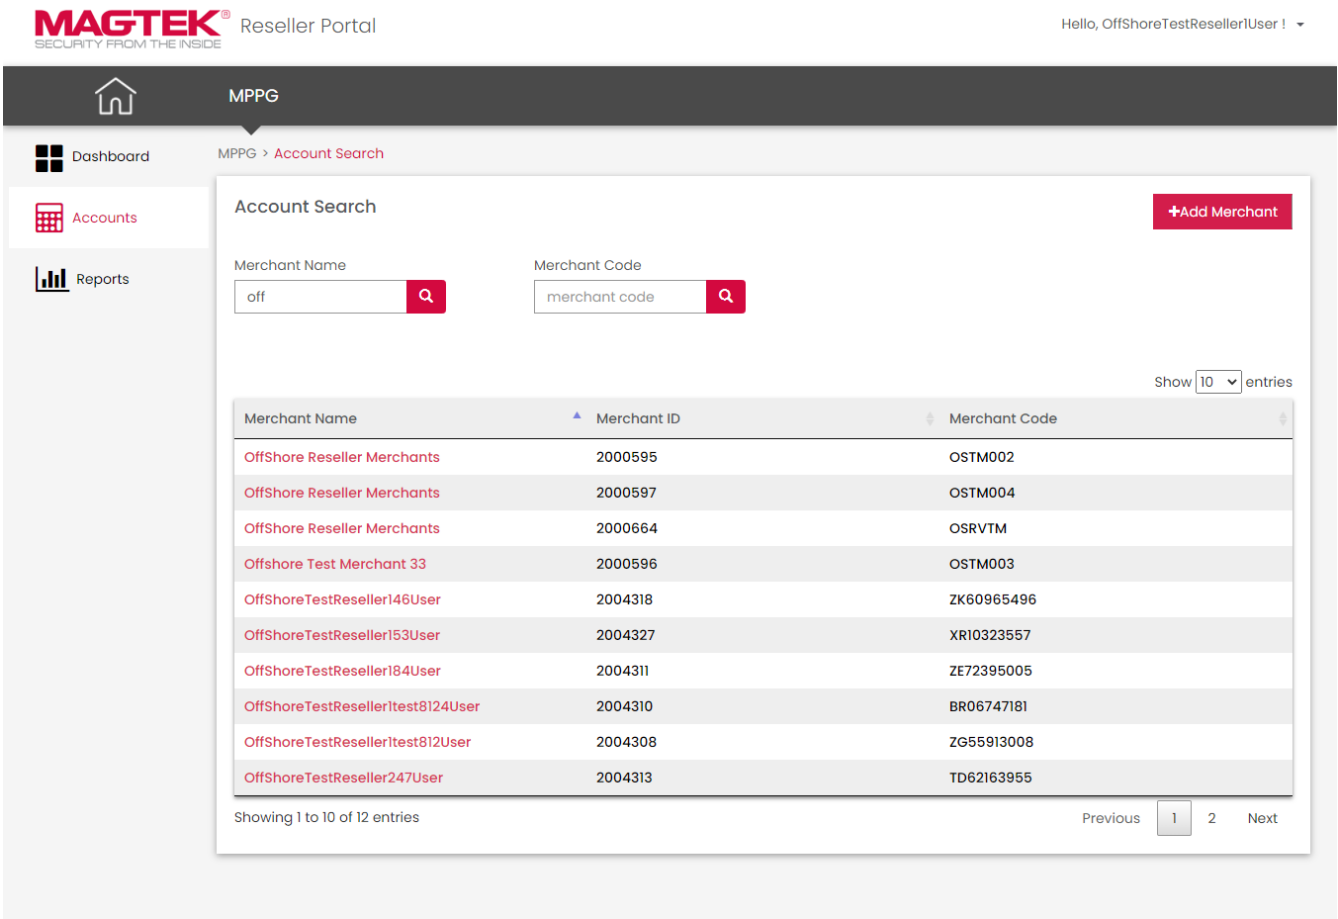 MAGTEK® Reseller Portal
SECURITY FROM THE INSIDE
Hello, OffShoreTestReseller1User !
MPPG
Dashboard
Accounts
Reports
MPPG > Account Search
Account Search
+Add Merchant
Merchant Name
Merchant Code
off
merchant code
Show 10 entries
Merchant Name Merchant ID Merchant Code
OffShore Reseller Merchants 2000595 OSTM002
OffShore Reseller Merchants 2000597 OSTM004
OffShore Reseller Merchants 2000664 OSRVTM
Offshore Test Merchant 33 2000596 OSTM003
OffShoreTestReseller146User 2004318 ZK60965496
OffShoreTestReseller153User 2004327 XR10323557
OffShoreTestReseller184User 2004311 ZE72395005
OffShoreTestReseller1test8124User 2004310 BR06747181
OffShoreTestReseller1test812User 2004308 ZG55913008
OffShoreTestReseller247User 2004313 TD62163955
Showing 1 to 10 of 12 entries
Previous 1 2 Next